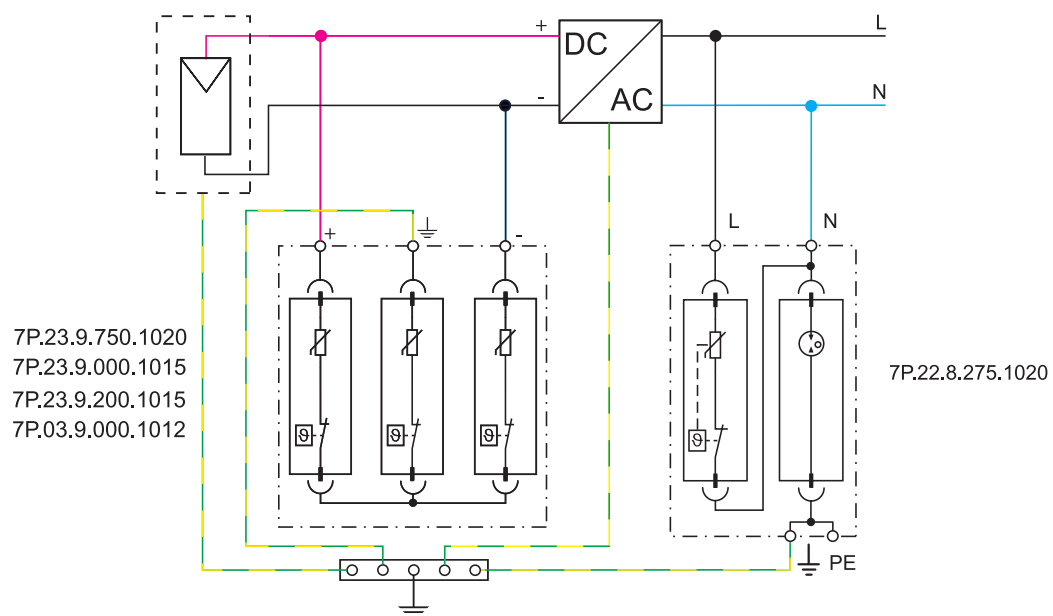 +
DC
L
-
AC
N
+
-
L
N
7P.23.9.750.1020
7P.23.9.000.1015
7P.23.9.200.1015
7P.03.9.000.1012
7P.22.8.275.1020
ϑ
ϑ
ϑ
ϑ
PE